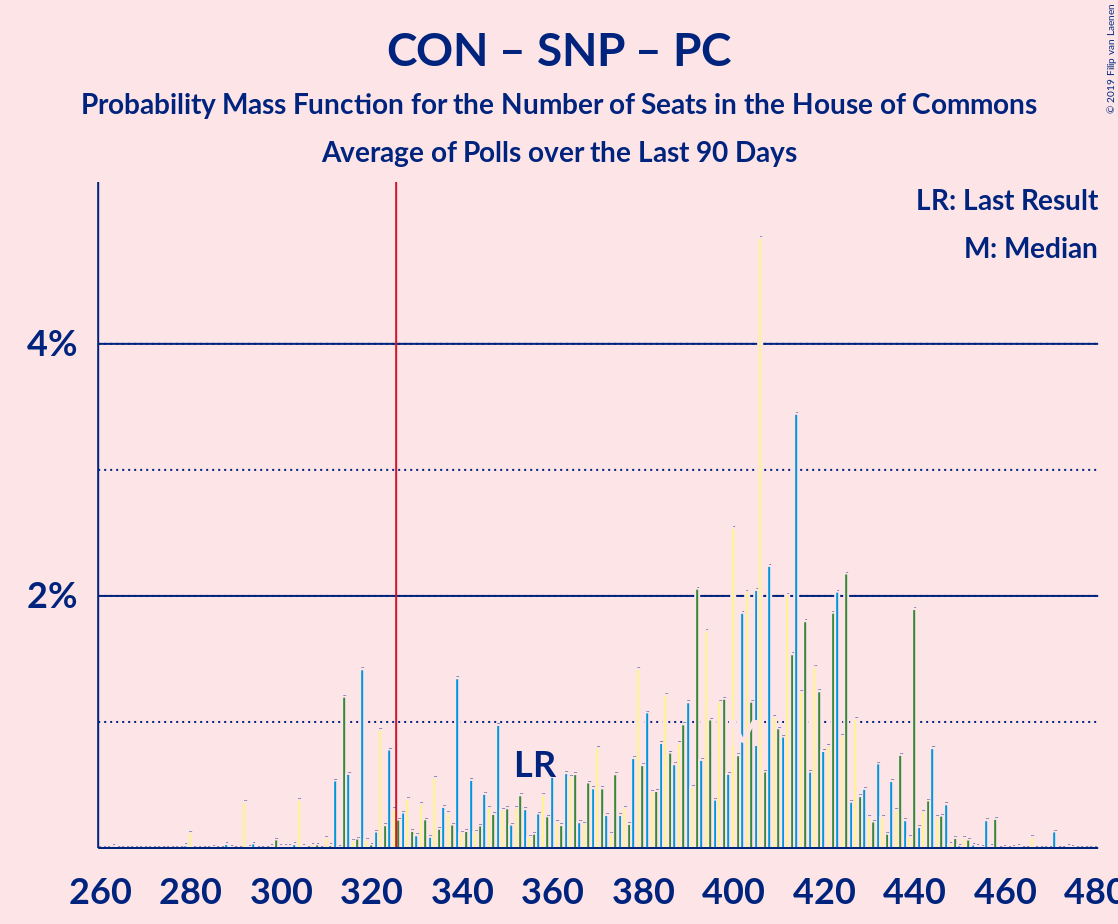 CON – SNP – PC
Probability Mass Function for the Number of Seats in the House of Commons
Average of Polls over the Last 90 Days
© 2019 Filip van Laenen
LR: Last Result
M: Median
4%
2%
LR
260 280 300 320 340 360 380 400 420 440 460 480